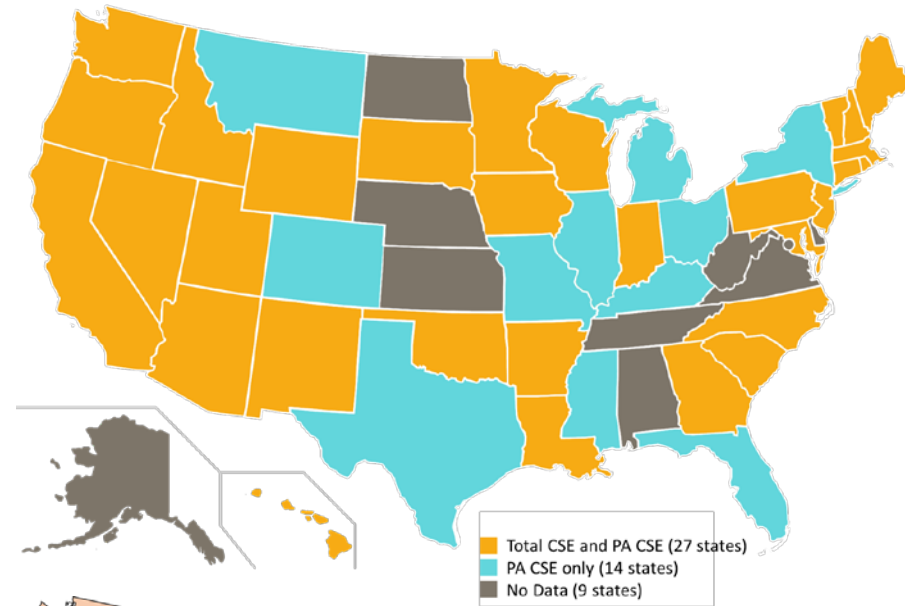 Total CSE and PA CSE (27 states)
PA CSE only (14 states)
No Data (9 states)